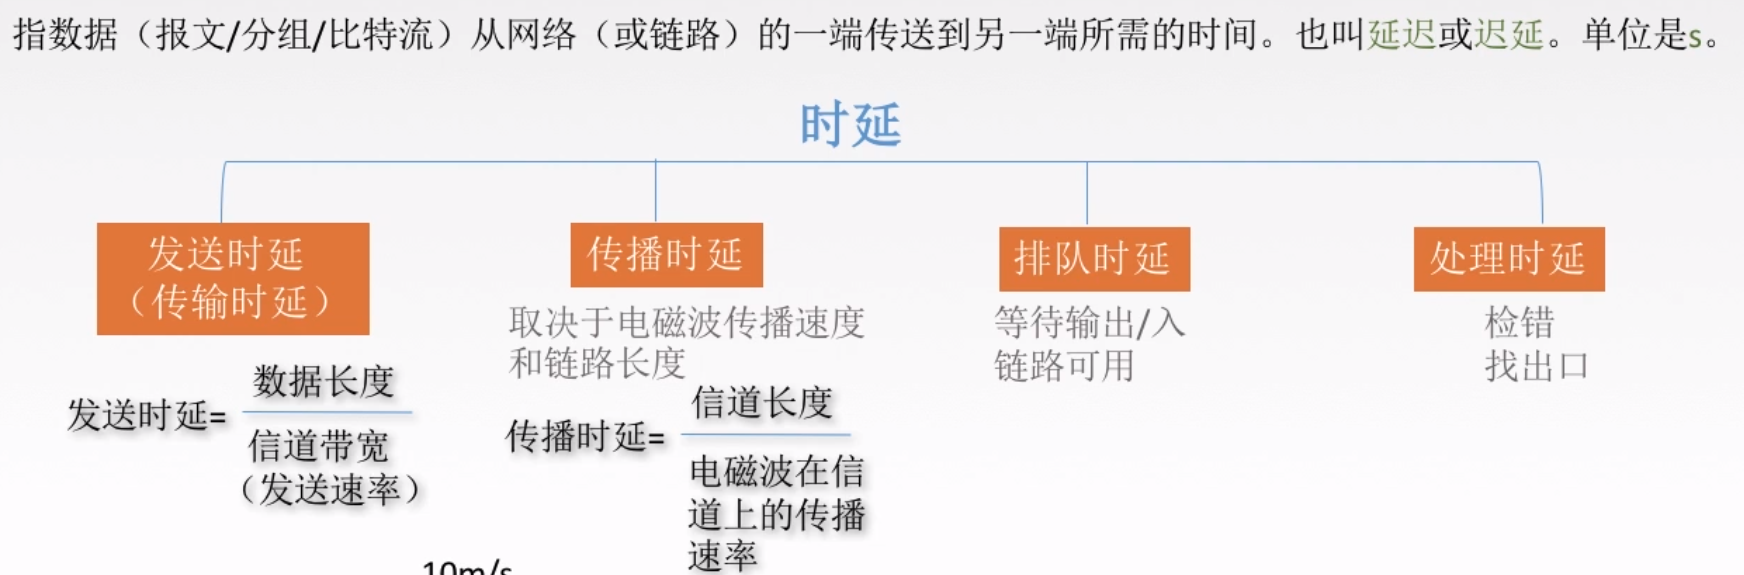 指数据（报文/分组/比特流）从网络（或链路）的一端传送到另一端所需的时间。也叫延迟或迟延。单位是s。
时延
发送时延
（传输时延）
传播时延
排队时延
处理时延
取决于电磁波传播速度
和链路长度
等待输出/入
链路可用
检错
找出口
发送时延=
数据长度
信道带宽
（发送速率）
传播时延=
信道长度
电磁波在信
道上的传播
速率
10m/s